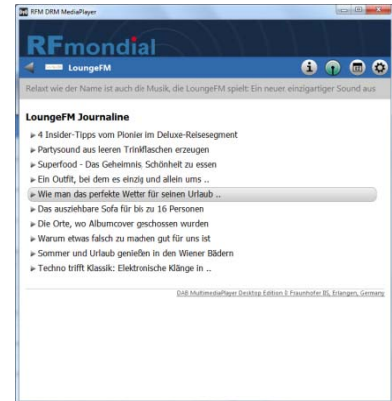 RFM DRM MediaPlayer
RFmondial
LoungeFM
Relaxt wie der Name ist auch die Musik, die LoungeFM spielt: Ein neuer einzigartiger Sound aus
LoungeFM Journaline
4 Insider-Tipps vom Pionier im Deluxe-Reisesegment
Partysound aus leeren Trinkflaschen erzeugen
Superfood - Das Geheimnis, Schönheit zu essen
Ein Outfit, bei dem es einzig und allein ums ..
Wie man das perfekte Wetter für seinen Urlaub ..
Das ausziehbare Sofa für bis zu 16 Personen
Die Orte, wo Albumcover geschossen wurden
Warum etwas falsch zu machen gut für uns ist
Sommer und Urlaub genießen in den Wiener Bädern
Techno trifft Klassik: Elektronische Klänge in ..
DAB MultimediaPlayer Desktop Edition © Fraunhofer IIS, Erlangen, Germany